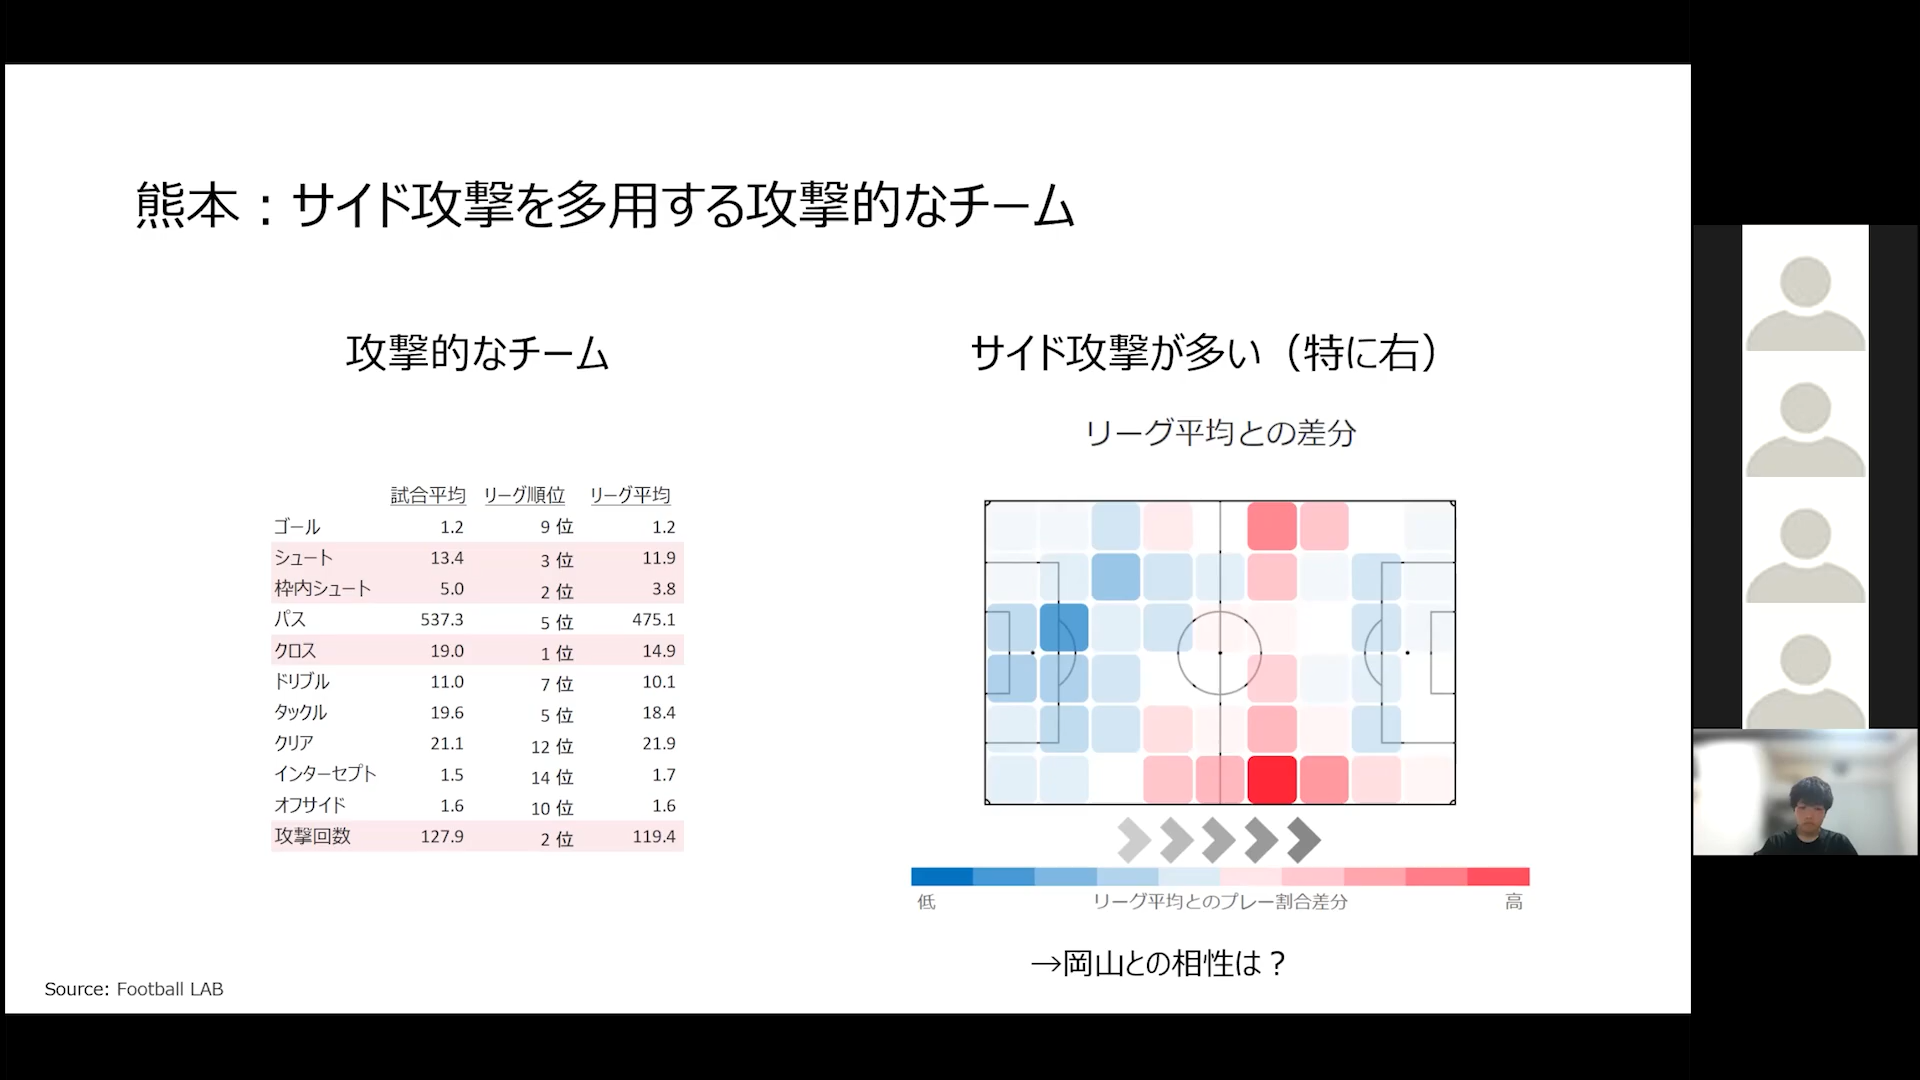 熊本：サイド攻撃を多用する攻撃的なチーム
攻撃的なチーム
試合平均 リーグ順位 リーグ平均
ゴール 1.2 9 位 1.2
シュート 13.4 3 位 11.9
枠内シュート 5.0 2 位 3.8
パス 537.3 5 位 475.1
クロス 19.0 1 位 14.9
ドリブル 11.0 7 位 10.1
タックル 19.6 5 位 18.4
クリア 21.1 12 位 21.9
インターセプト 1.5 14 位 1.7
オフサイド 1.6 10 位 1.6
攻撃回数 127.9 2 位 119.4
サイド攻撃が多い（特に右）
リーグ平均との差分
低 リーグ平均とのプレー割合差分 高
→岡山との相性は？
Source: Football LAB